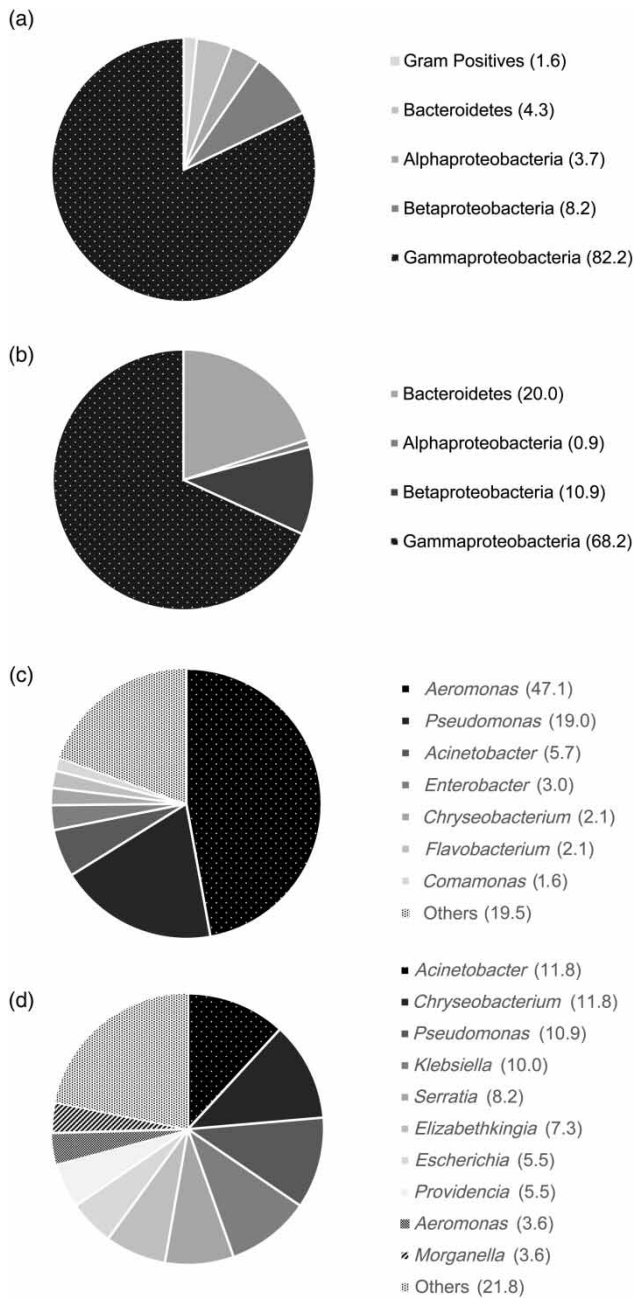 (a)
Gram Positives (1.6)
Bacteroidetes (4.3)
Alphaproteobacteria (3.7)
Betaproteobacteria (8.2)
Gammaproteobacteria (82.2)
(b)
Bacteroidetes (20.0)
Alphaproteobacteria (0.9)
Betaproteobacteria (10.9)
Gammaproteobacteria (68.2)
(c)
Aeromonas (47.1)
Pseudomonas (19.0)
Acinetobacter (5.7)
Enterobacter (3.0)
Chryseobacterium (2.1)
Flavobacterium (2.1)
Comamonas (1.6)
Others (19.5)
(d)
Acinetobacter (11.8)
Chryseobacterium (11.8)
Pseudomonas (10.9)
Klebsiella (10.0)
Serratia (8.2)
Elizabethkingia (7.3)
Escherichia (5.5)
Providencia (5.5)
Aeromonas (3.6)
Morganella (3.6)
Others (21.8)